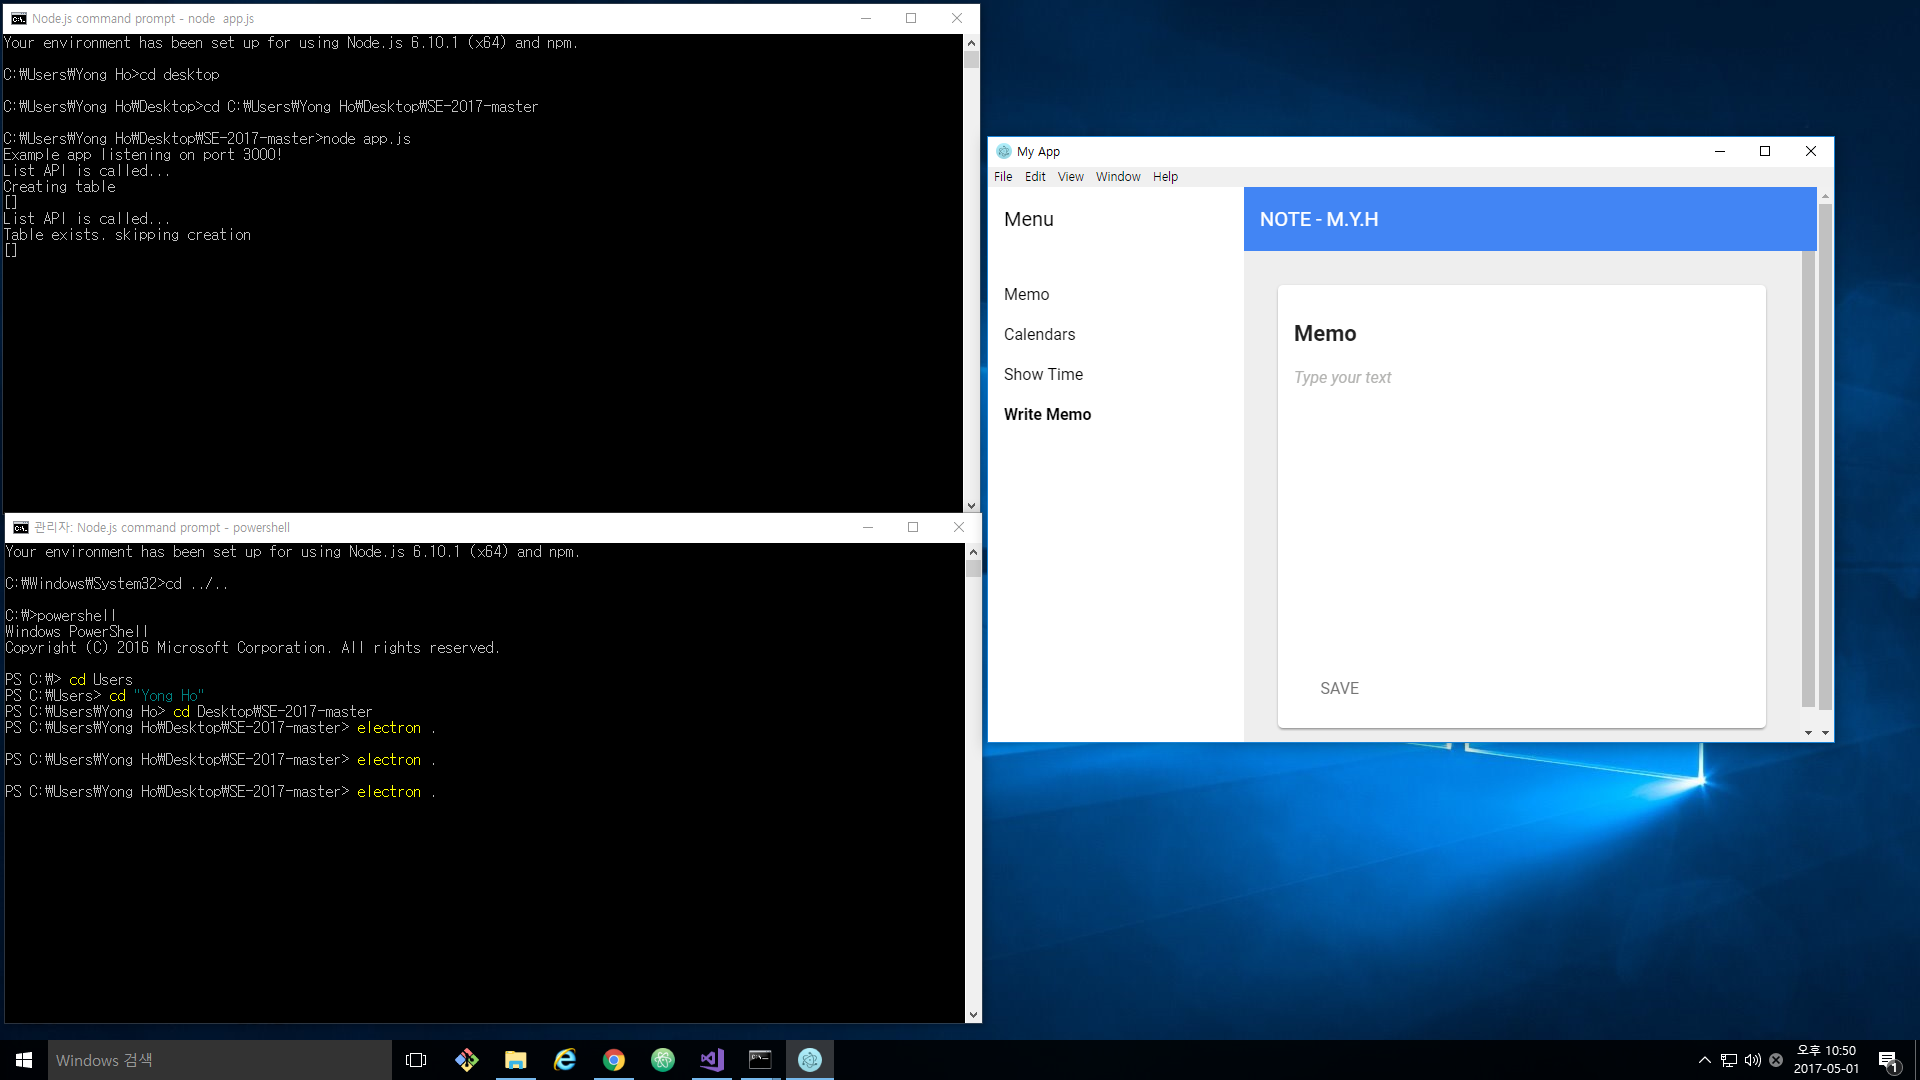 Node.js command prompt - node  app.js
Your environment has been set up for using Node.js 6.10.1 (x64) and npm.
C:₩Users₩Yong Ho>cd desktop
C:₩Users₩Yong Ho₩Desktop>cd C:₩Users₩Yong Ho₩Desktop₩SE-2017-master
C:₩Users₩Yong Ho₩Desktop₩SE-2017-master>node app.js
Example app listening on port 3000!
List API is called...
Creating table
[]
List API is called...
Table exists. skipping creation
[]
관리자: Node.js command prompt - powershell
Your environment has been set up for using Node.js 6.10.1 (x64) and npm.
C:₩Windows₩System32>cd ../..
C:₩>powershell
Windows PowerShell
Copyright (C) 2016 Microsoft Corporation. All rights reserved.
PS C:₩> cd Users
PS C:₩Users> cd "Yong Ho"
PS C:₩Users₩Yong Ho> cd Desktop₩SE-2017-master
PS C:₩Users₩Yong Ho₩Desktop₩SE-2017-master> electron .
PS C:₩Users₩Yong Ho₩Desktop₩SE-2017-master> electron .
PS C:₩Users₩Yong Ho₩Desktop₩SE-2017-master> electron .
My App
File Edit View Window Help
Menu
Memo
Calendars
Show Time
Write Memo
NOTE - M.Y.H
Memo
Type your text
SAVE
Windows 검색
오후 10:50
2017-05-01
1